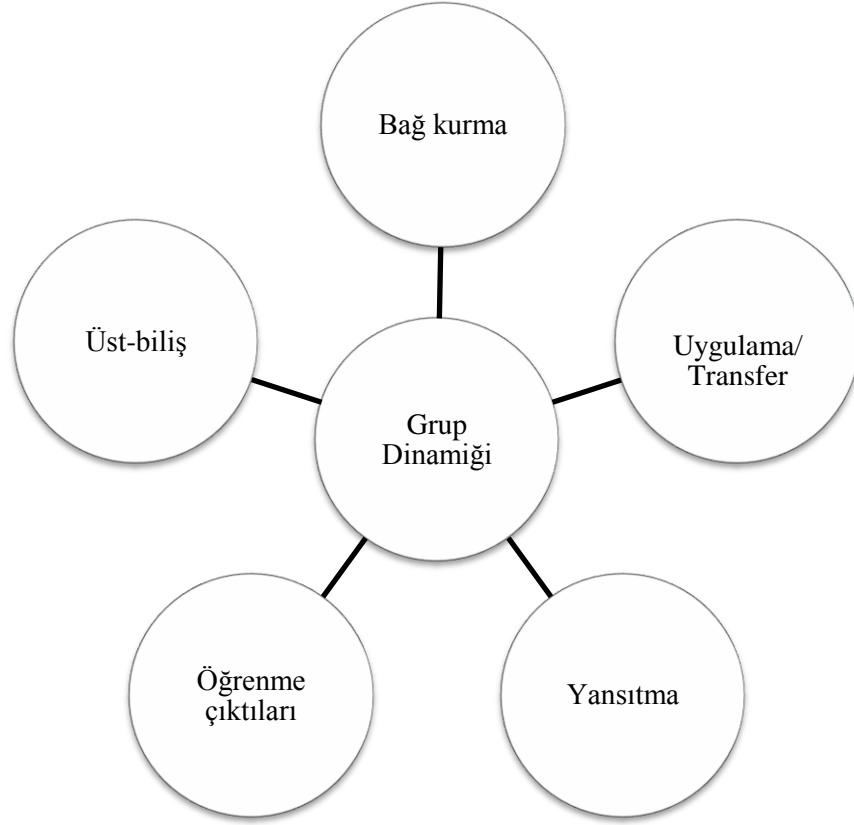 Bağ kurma
Üst-biliş
Uygulama/
Transfer
Grup
Dinamiği
Öğrenme
çıktıları
Yansıtma